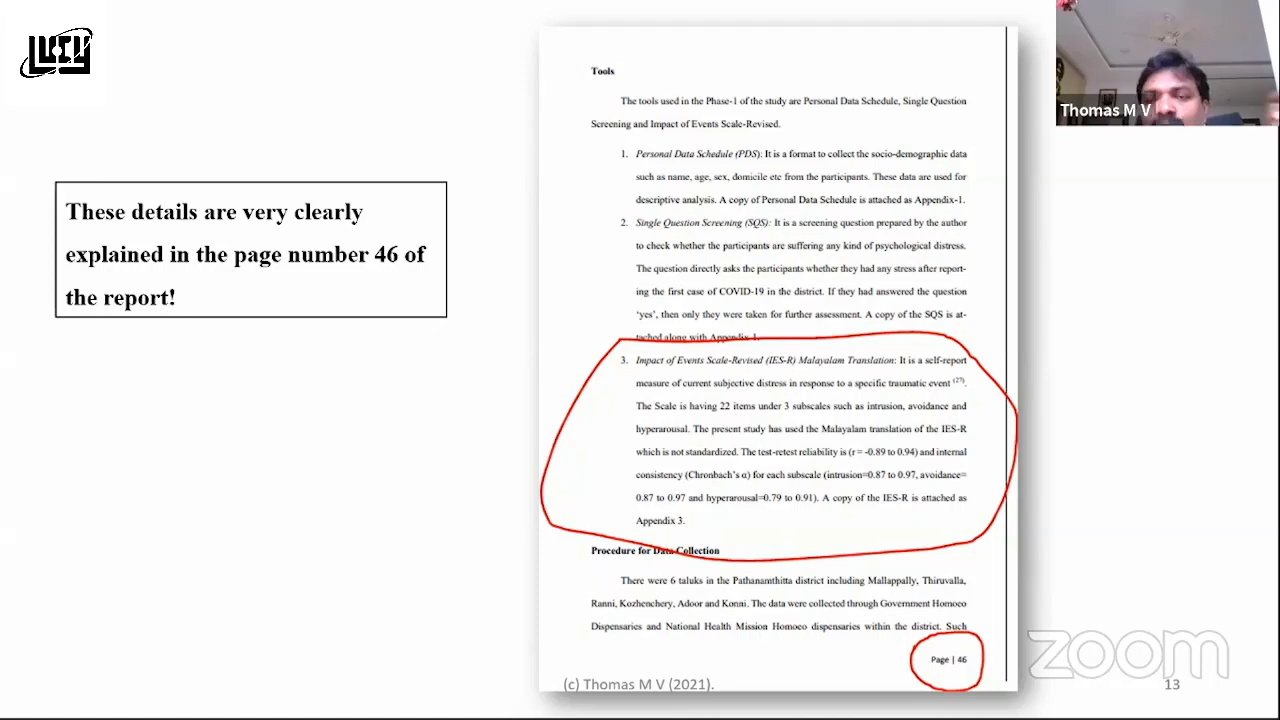 LUCY
Thomas M V
These details are very clearly
explained in the page number 46 of
the report!
Tools
The tools used in the Phase-1 of the study are Personal Data Schedule, Single Question
Screening and Impact of Events Scale-Revised.
1. Personal Data Schedule (PDS): It is a format to collect the socio-demographic data
such as name, age, sex, domicile etc from the participants. These data are used for
descriptive analysis. A copy of Personal Data Schedule is attached as Appendix-1.
2. Single Question Screening (SQS): It is a screening question prepared by the author
to check whether the participants are suffering any kind of psychological distress.
The question directly asks the participants whether they had any stress after report-
ing the first case of COVID-19 in the district. If they had answered the question
‘yes’, then only they were taken for further assessment. A copy of the SQS is at-
tached along with Appendix-1.
3. Impact of Events Scale-Revised (IES-R) Malayalam Translation: It is a self-report
measure of current subjective distress in response to a specific traumatic event (27).
The Scale is having 22 items under 3 subscales such as intrusion, avoidance and
hyperarousal. The present study has used the Malayalam translation of the IES-R
which is not standardized. The test-retest reliability is (r = -0.89 to 0.94) and internal
consistency (Chronbach’s α) for each subscale (intrusion=0.87 to 0.97, avoidance=
0.87 to 0.97 and hyperarousal=0.79 to 0.91). A copy of the IES-R is attached as
Appendix 3.
Procedure for Data Collection
There were 6 taluks in the Pathanamthitta district including Mallappally, Thiruvalla,
Ranni, Kozhenchery, Adoor and Konni. The data were collected through Government Homoeo
Dispensaries and National Health Mission Homoeo dispensaries within the district. Such
Page | 46
(c) Thomas M V (2021).
13
zoom